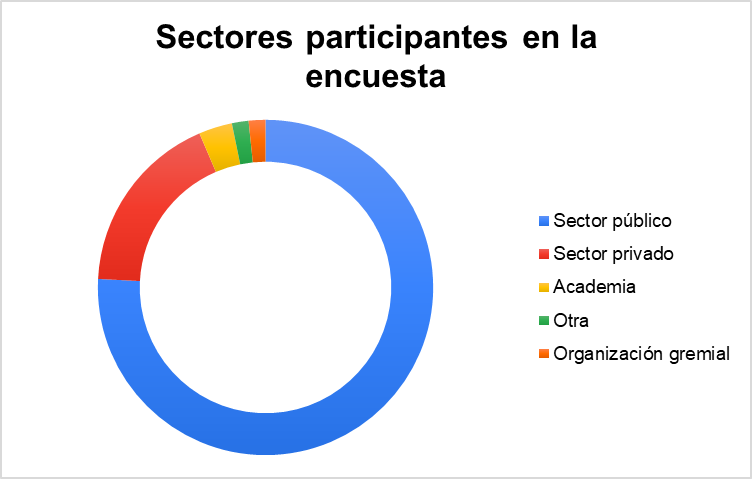 Sectores participantes en la
encuesta
Sector público
Sector privado
Academia
Otra
Organización gremial